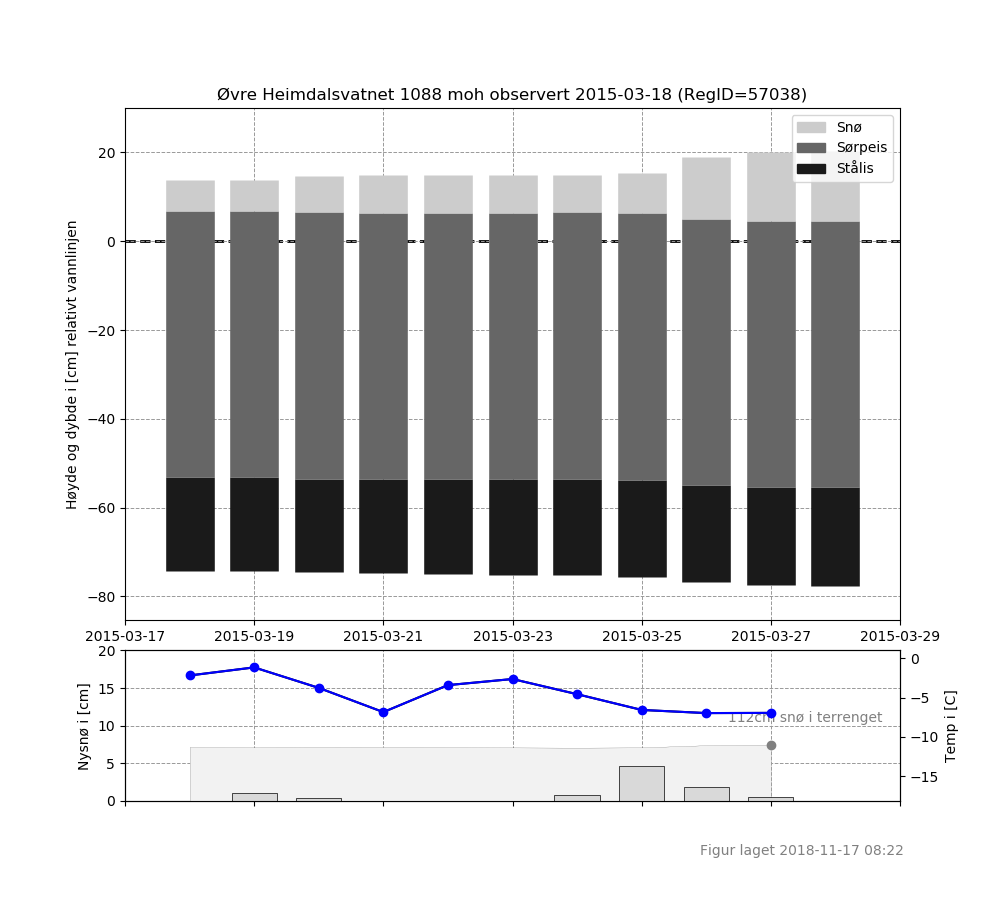 Øvre Heimdalsvatnet 1088 moh observert 2015-03-18 (RegID=57038)
Snø
Sørpeis
Stålis
Høyde og dybde i [cm] relativt vannlinjen
20
0
−20
−40
−60
−80
2015-03-17 2015-03-19 2015-03-21 2015-03-23 2015-03-25 2015-03-27 2015-03-29
Nysnø i [cm]
20
15
10
5
0
112cm snø i terrenget
0
−5
−10
−15
Temp i [C]
Figur laget 2018-11-17 08:22